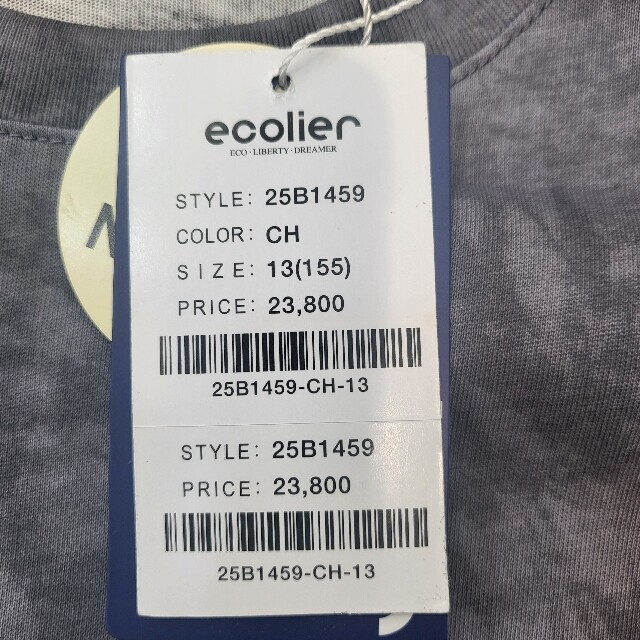 ecolier
ECO · LIBERTY · DREAMER
STYLE: 25B1459
COLOR: CH
SIZE: 13(155)
PRICE: 23,800
25B1459-CH-13
STYLE: 25B1459
PRICE: 23,800
25B1459-CH-13